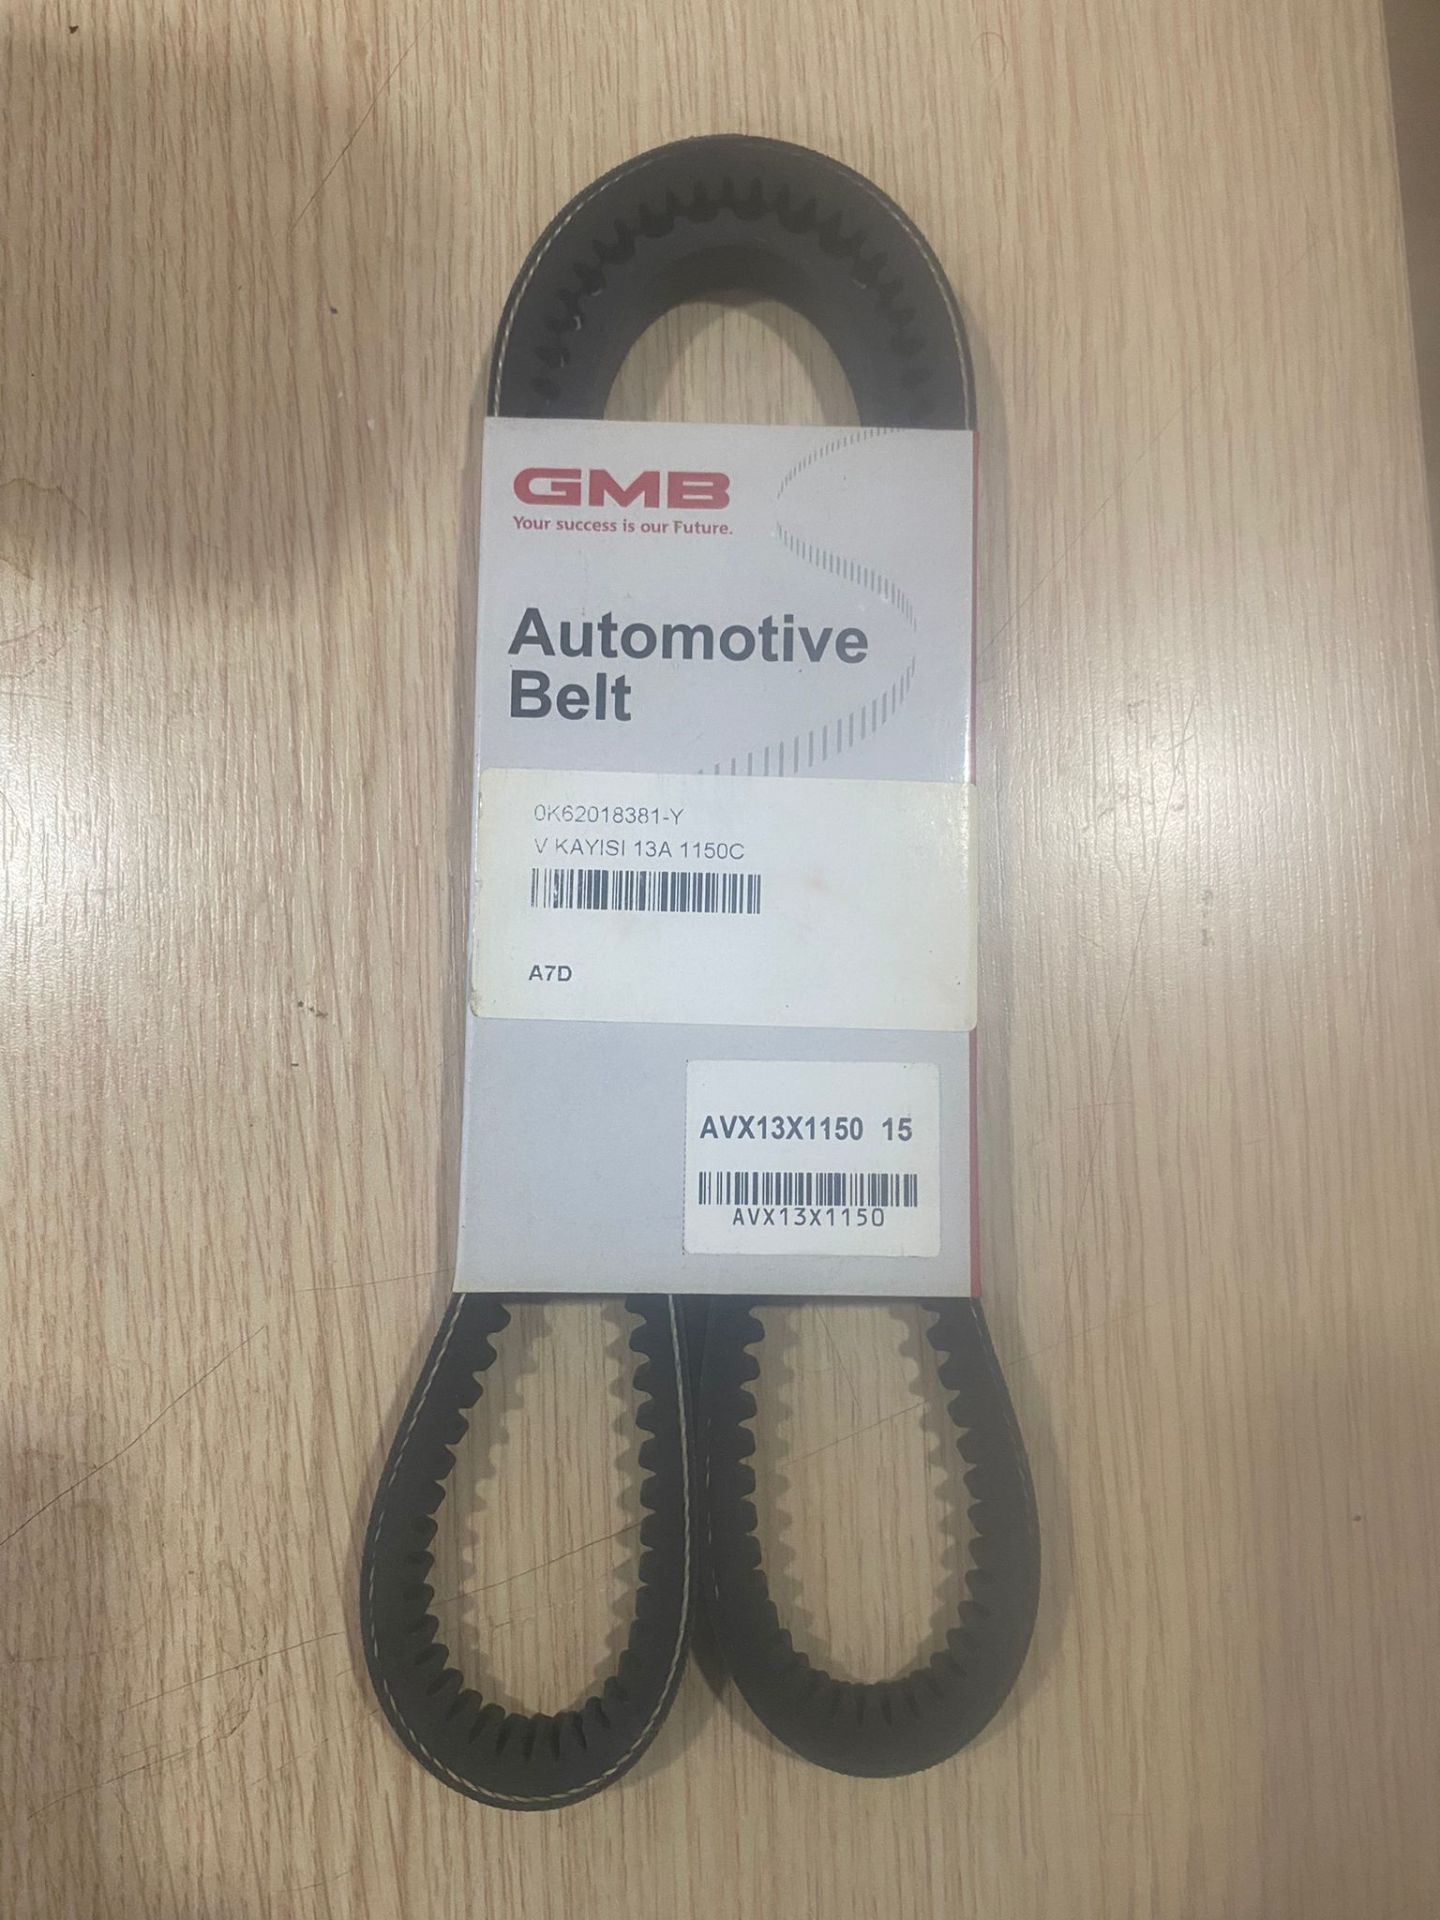 GMB
Your success is our Future.
Automotive
Belt
0K62018381-Y
V KAYISI 13A 1150C
A7D
AVX13X1150 15
AVX13X1150